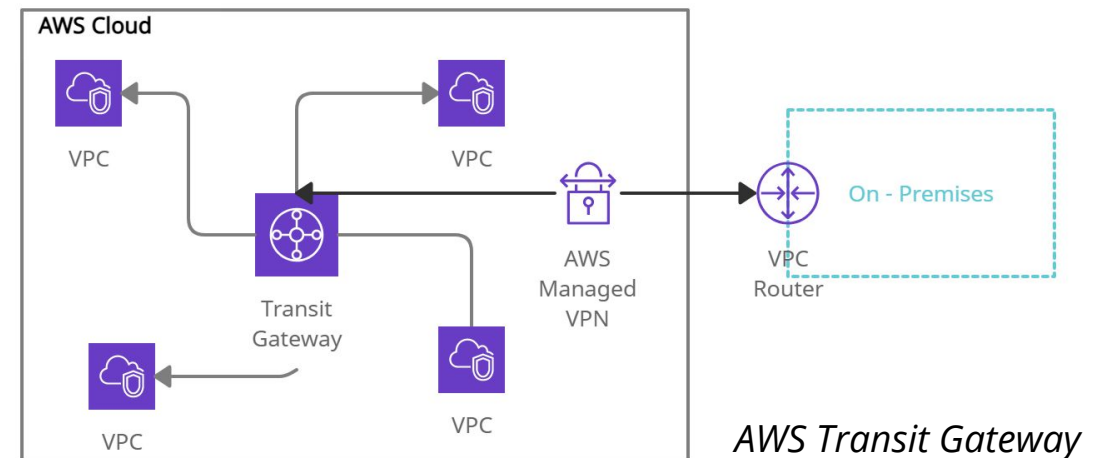 AWS Cloud
VPC
VPC
On - Premises
AWS
Managed
VPN
VPC
Router
Transit
Gateway
VPC
VPC
AWS Transit Gateway